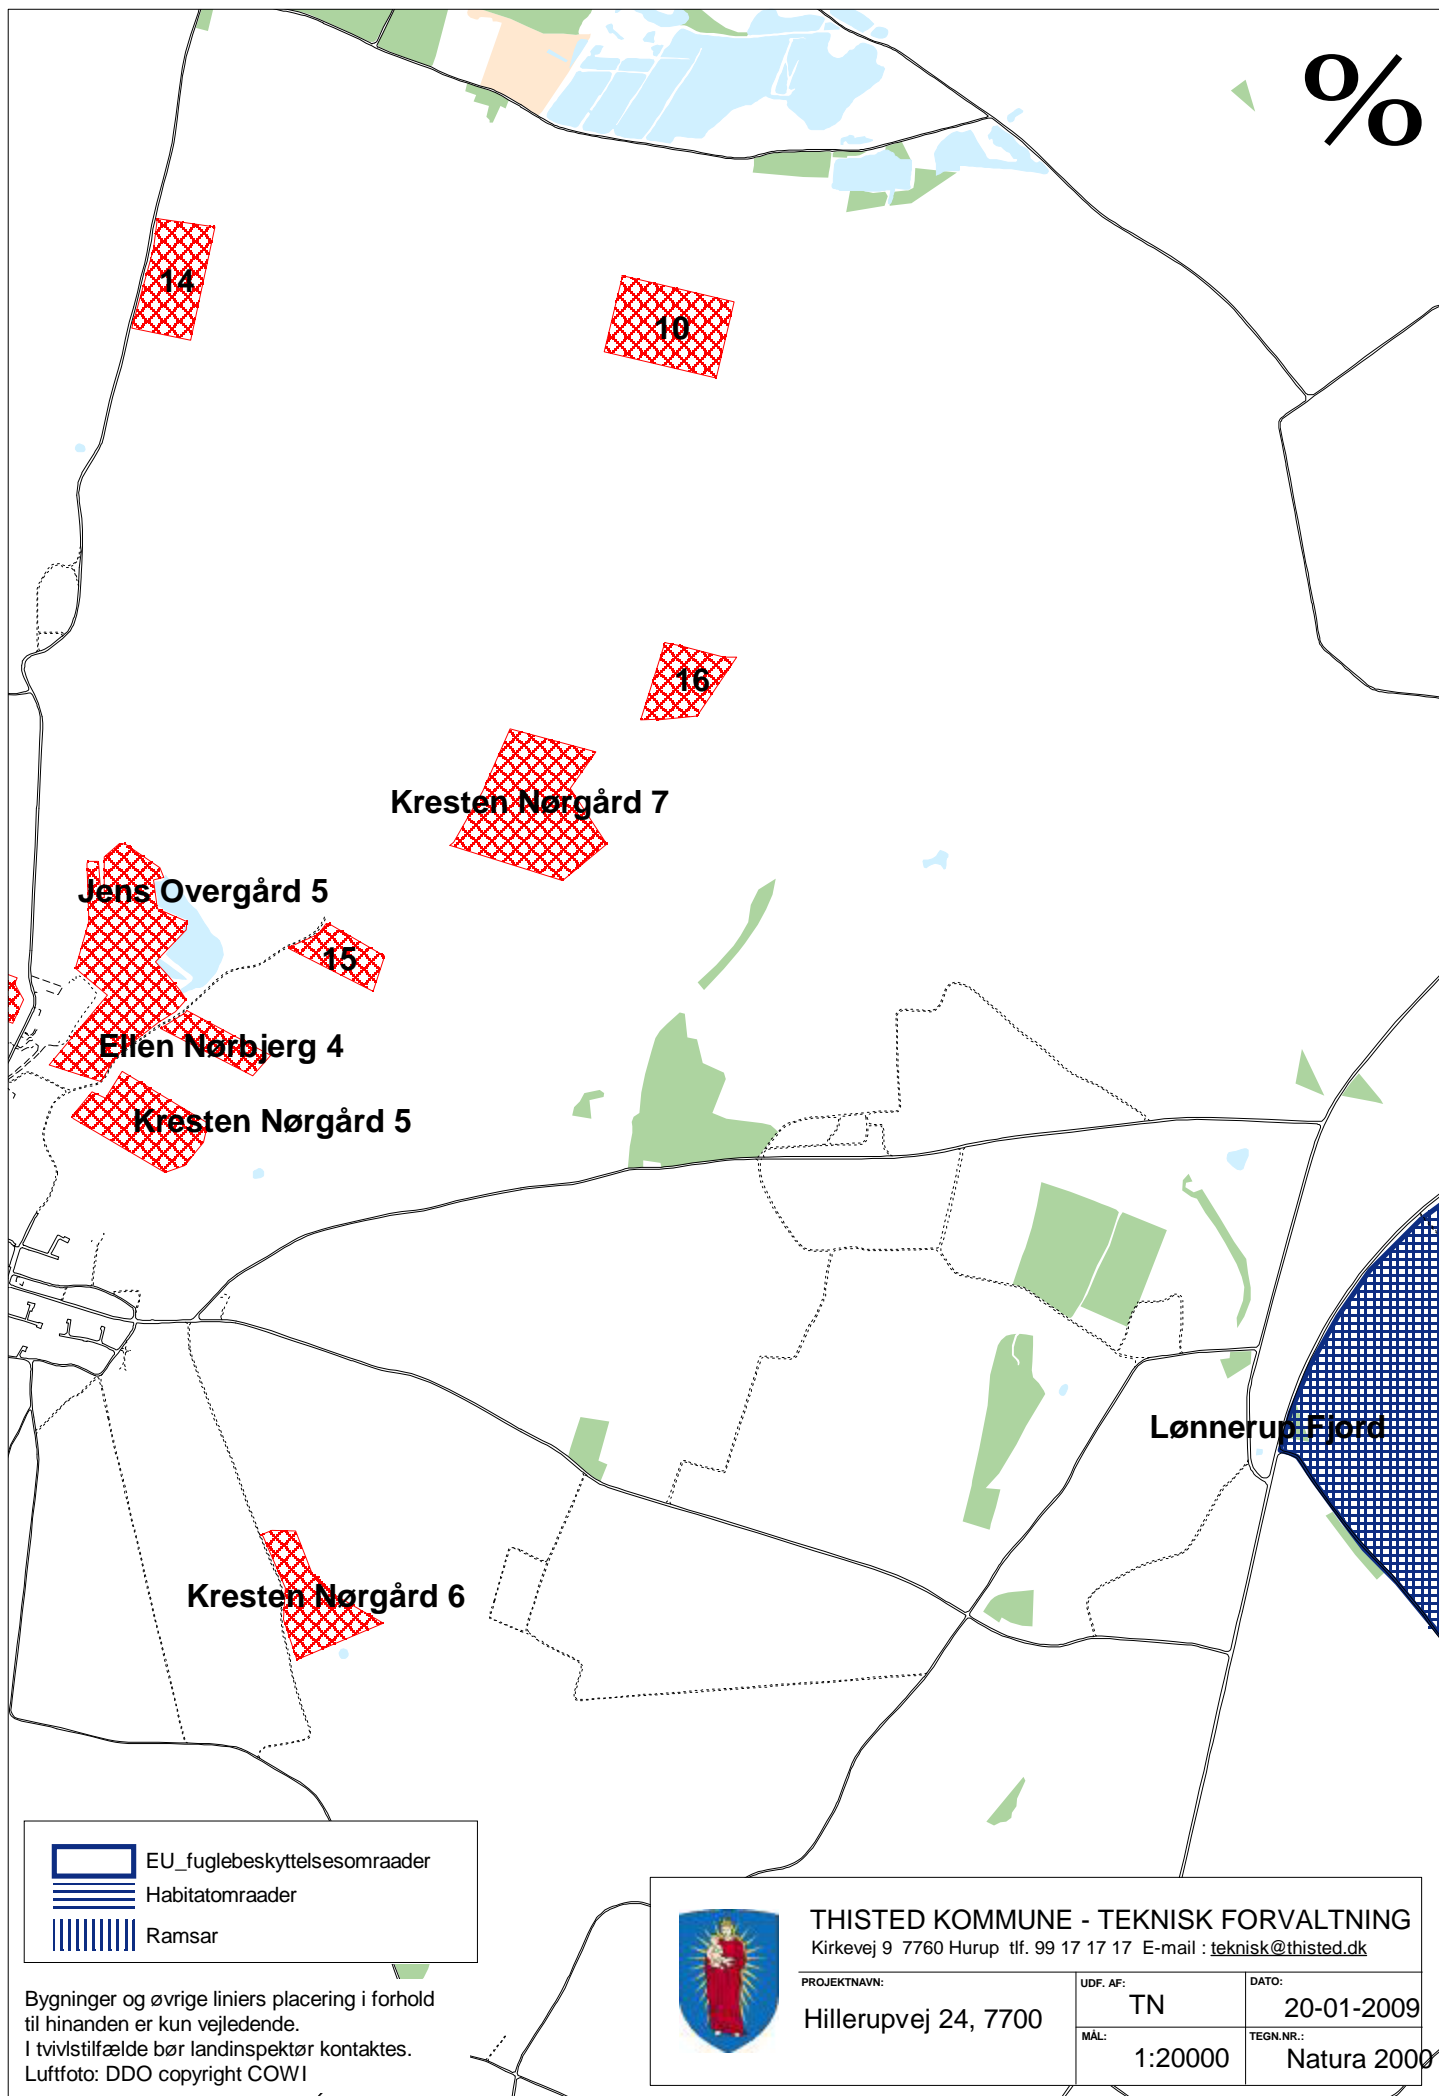 %
14
10
16
Kresten Nørgård 7
Jens Overgård 5
15
Ellen Nørbjerg 4
Kresten Nørgård 5
Lønnerup Fjord
Kresten Nørgård 6
EU_fuglebeskyttelsesomraader
Habitatomraader
Ramsar
Bygninger og øvrige liniers placering i forhold
til hinanden er kun vejledende.
I tvivlstilfælde bør landinspektør kontaktes.
Luftfoto: DDO copyright COWI
THISTED KOMMUNE - TEKNISK FORVALTNING
Kirkevej 9 7760 Hurup tlf. 99 17 17 17 E-mail : teknisk@thisted.dk
PROJEKTNAVN:
Hillerupvej 24, 7700
UDF. AF:
TN
DATO:
20-01-2009
MÅL:
1:20000
TEGN.NR.:
Natura 2000